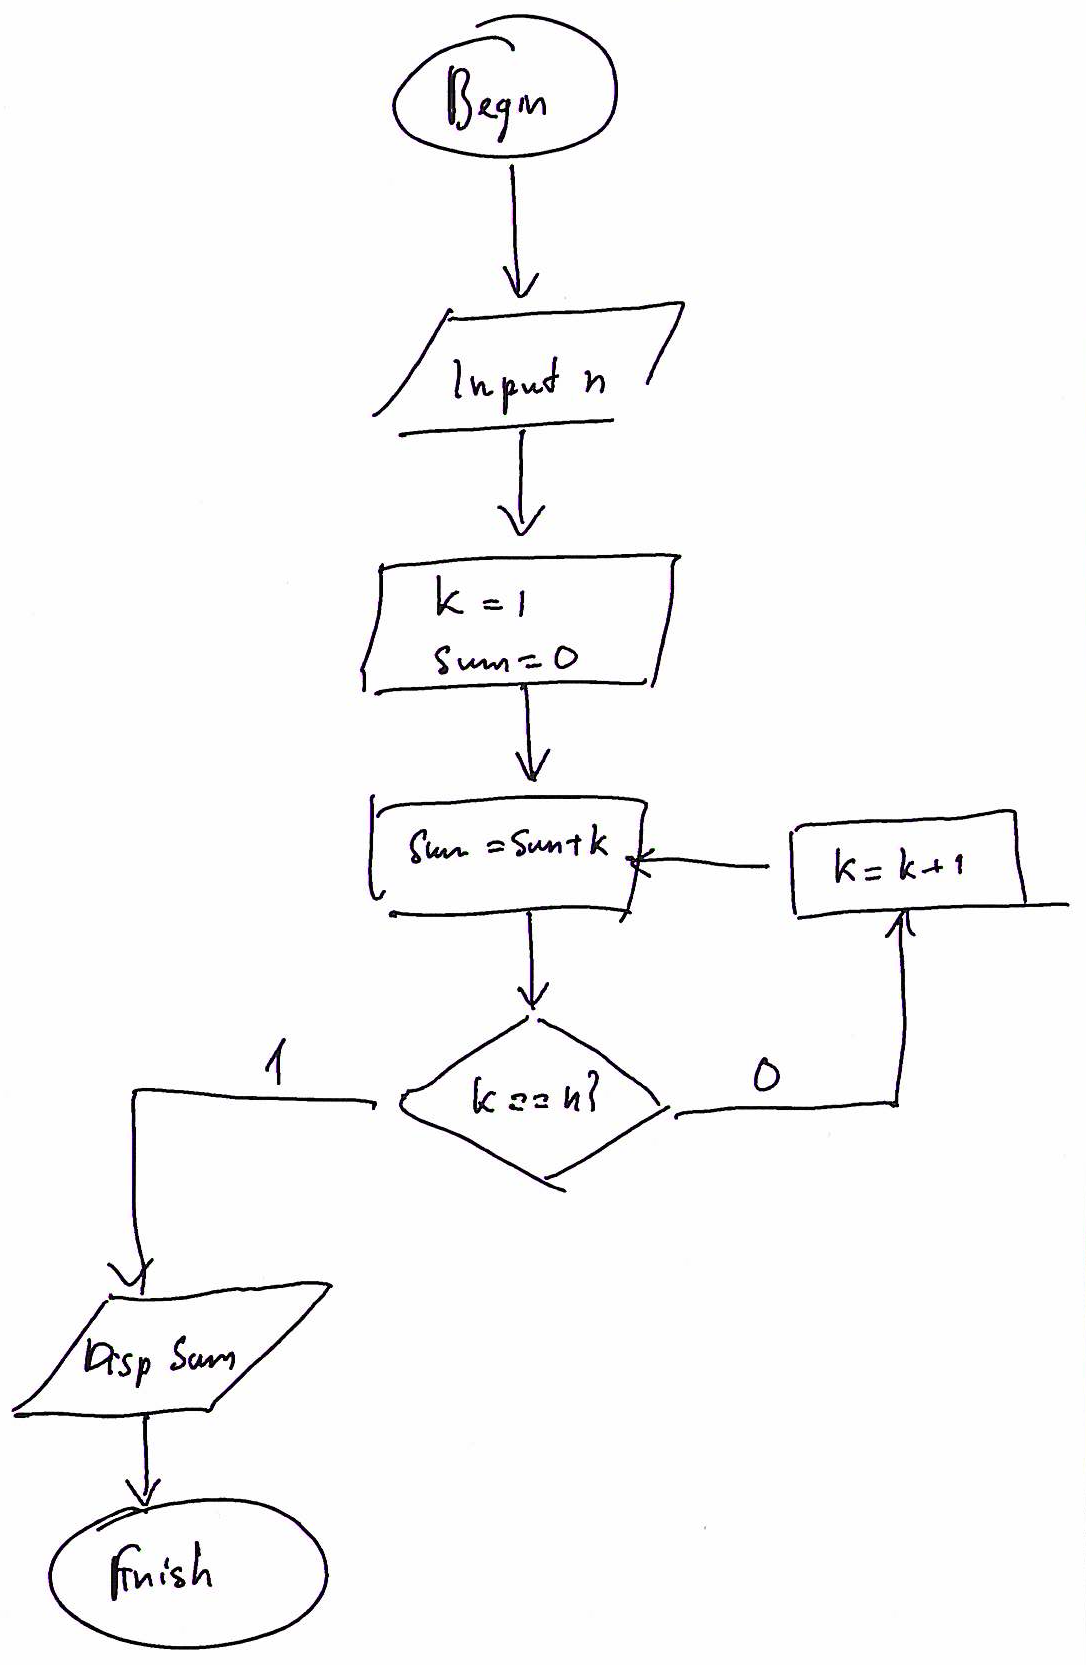 Begin
Input n
k = 1
Sum = 0
Sum = Sum + k
k = k + 1
k == n?
1
0
Disp Sum
Finish